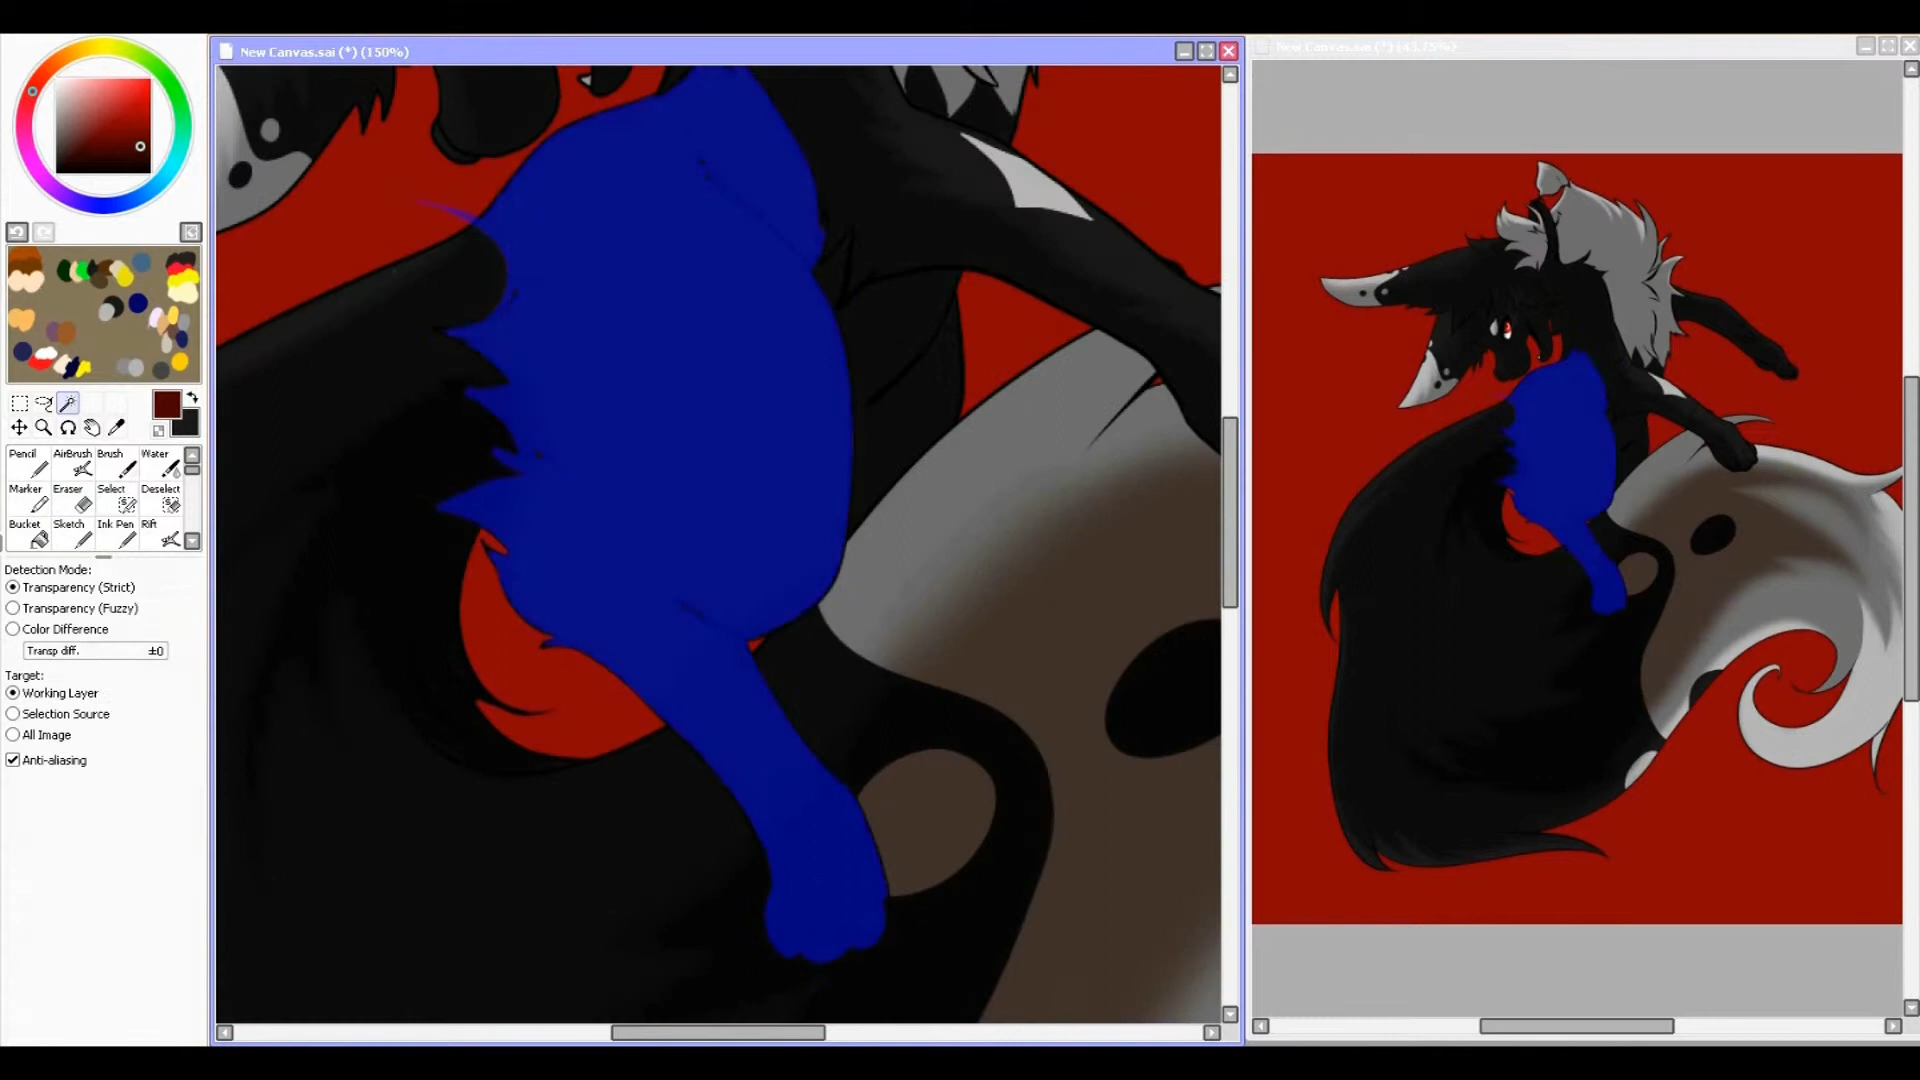 New Canvas.sai (*) (150%)
New Canvas.sai (*) (43.75%)
Pencil AirBrush Brush Water
Marker Eraser Select Deselect
Bucket Sketch Ink Pen Rift
Detection Mode:
Transparency (Strict)
Transparency (Fuzzy)
Color Difference
Transp diff. ±0
Target:
Working Layer
Selection Source
All Image
Anti-aliasing